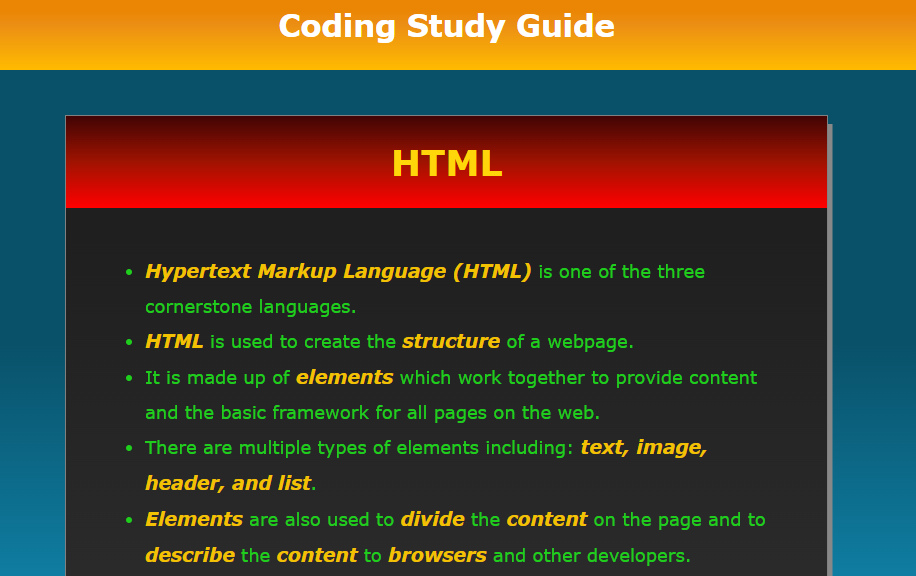 Coding Study Guide
HTML
• Hypertext Markup Language (HTML) is one of the three
cornerstone languages.
• HTML is used to create the structure of a webpage.
• It is made up of elements which work together to provide content
and the basic framework for all pages on the web.
• There are multiple types of elements including: text, image,
header, and list.
• Elements are also used to divide the content on the page and to
describe the content to browsers and other developers.